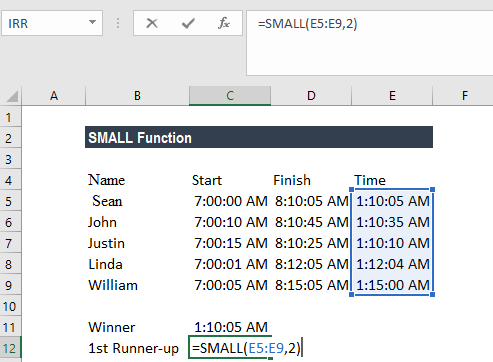 IRR fx =SMALL(E5:E9,2)
A B C D E F
1
2 SMALL Function
3
4 Name Start Finish Time
5 Sean 7:00:00 AM 8:10:05 AM 1:10:05 AM
6 John 7:00:10 AM 8:10:45 AM 1:10:35 AM
7 Justin 7:00:15 AM 8:10:25 AM 1:10:10 AM
8 Linda 7:00:01 AM 8:12:05 AM 1:12:04 AM
9 William 7:00:05 AM 8:15:05 AM 1:15:00 AM
10
11 Winner 1:10:05 AM
12 1st Runner-up =SMALL(E5:E9,2)